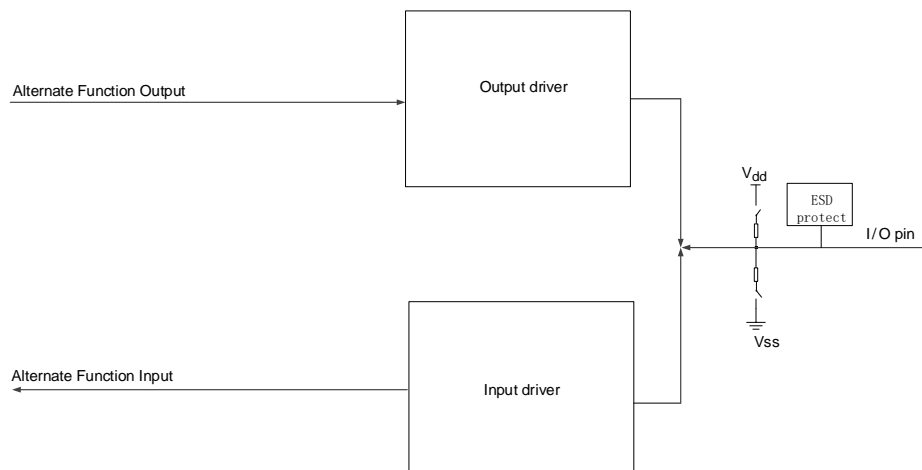 Alternate Function Output
Output driver
Vdd
ESD
protect
I/O pin
Vss
Alternate Function Input
Input driver